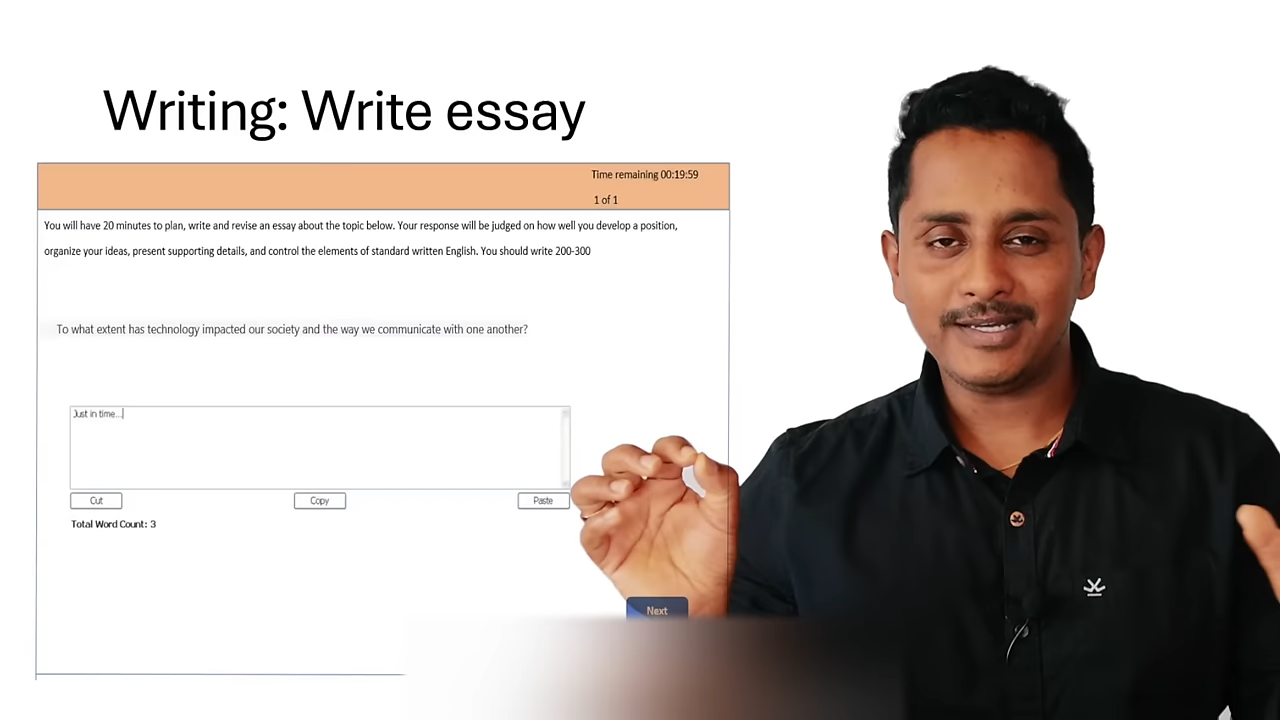 Writing: Write essay
Time remaining 00:19:59
1 of 1
You will have 20 minutes to plan, write and revise an essay about the topic below. Your response will be judged on how well you develop a position,
organize your ideas, present supporting details, and control the elements of standard written English. You should write 200-300
To what extent has technology impacted our society and the way we communicate with one another?
Just in time...
Cut
Copy
Paste
Total Word Count: 3
Next